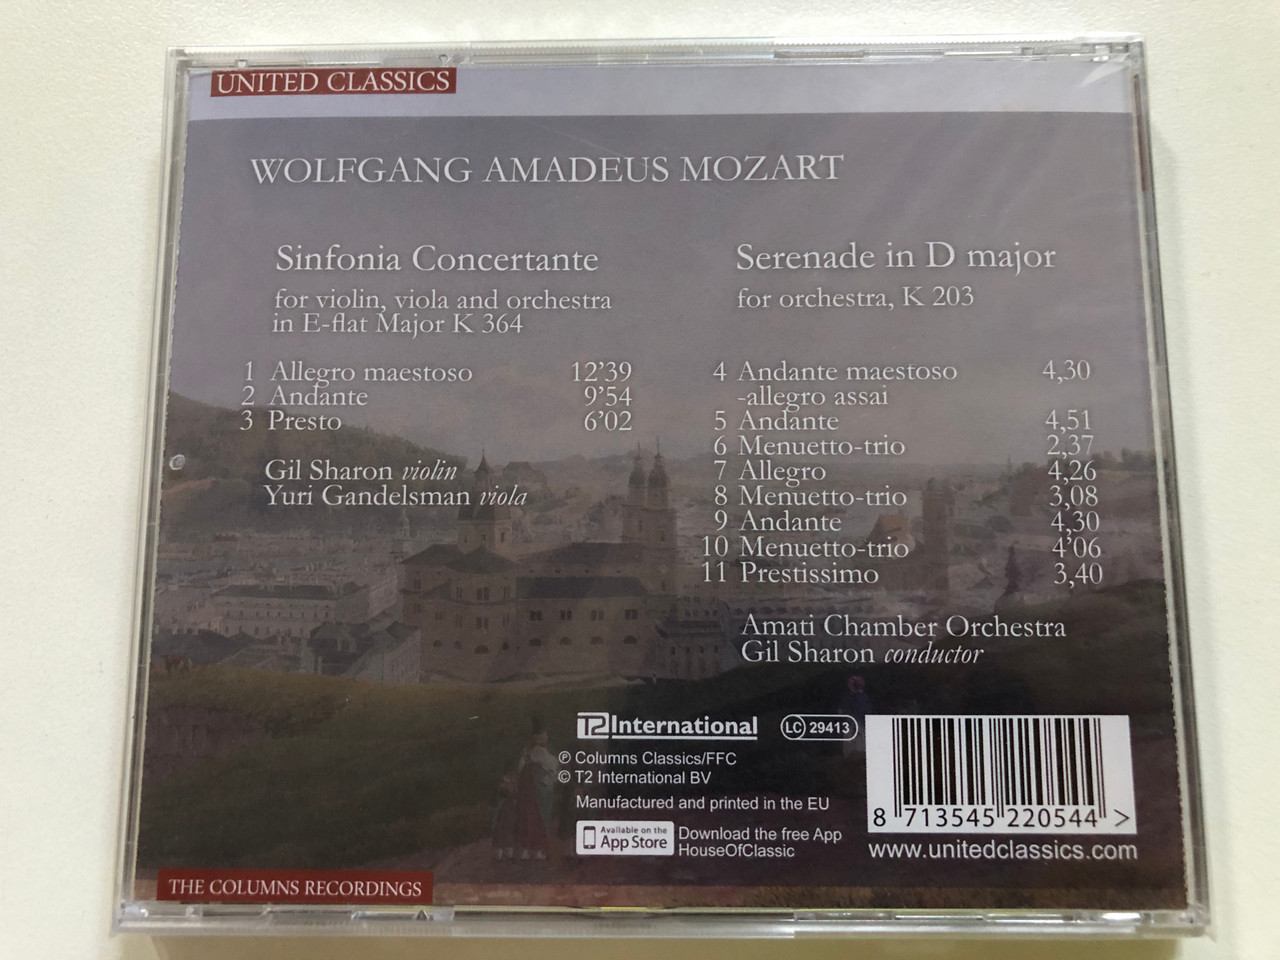 UNITED CLASSICS
WOLFGANG AMADEUS MOZART
Sinfonia Concertante
for violin, viola and orchestra
in E-flat Major K 364
1 Allegro maestoso 12'39
2 Andante 9'54
3 Presto 6'02
Gil Sharon violin
Yuri Gandelsman viola
Serenade in D major
for orchestra, K 203
4 Andante maestoso 4,30
-allegro assai
5 Andante 4,51
6 Menuetto-trio 2,37
7 Allegro 4,26
8 Menuetto-trio 3,08
9 Andante 4,30
10 Menuetto-trio 4'06
11 Prestissimo 3,40
Amati Chamber Orchestra
Gil Sharon conductor
T2 International
LC 29413
℗ Columns Classics/FFC
© T2 International BV
Manufactured and printed in the EU
Available on the
App Store
Download the free App
HouseOfClassic
8 713545 220544 >
www.unitedclassics.com
THE COLUMNS RECORDINGS